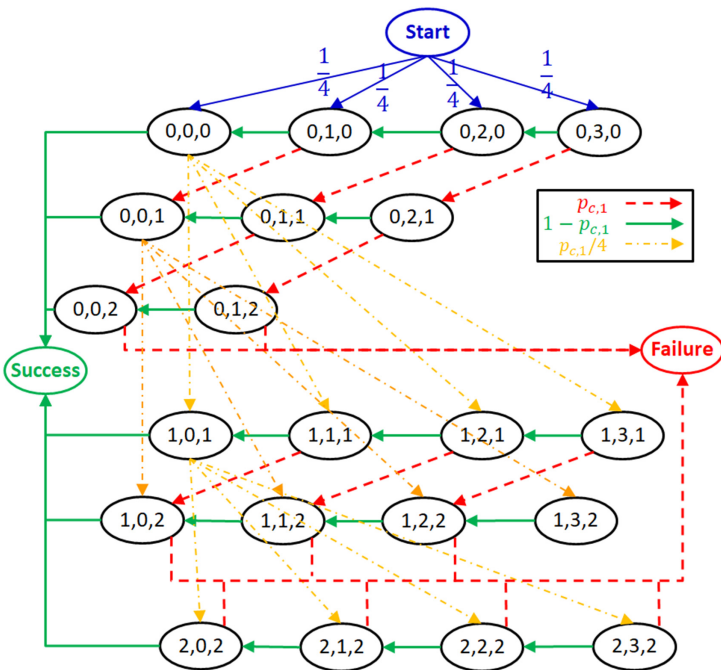 Start
1/4 1/4 1/4 1/4
0,0,0 0,1,0 0,2,0 0,3,0
0,0,1 0,1,1 0,2,1
p_{c,1}
1 − p_{c,1}
p_{c,1}/4
0,0,2 0,1,2
Success Failure
1,0,1 1,1,1 1,2,1 1,3,1
1,0,2 1,1,2 1,2,2 1,3,2
2,0,2 2,1,2 2,2,2 2,3,2